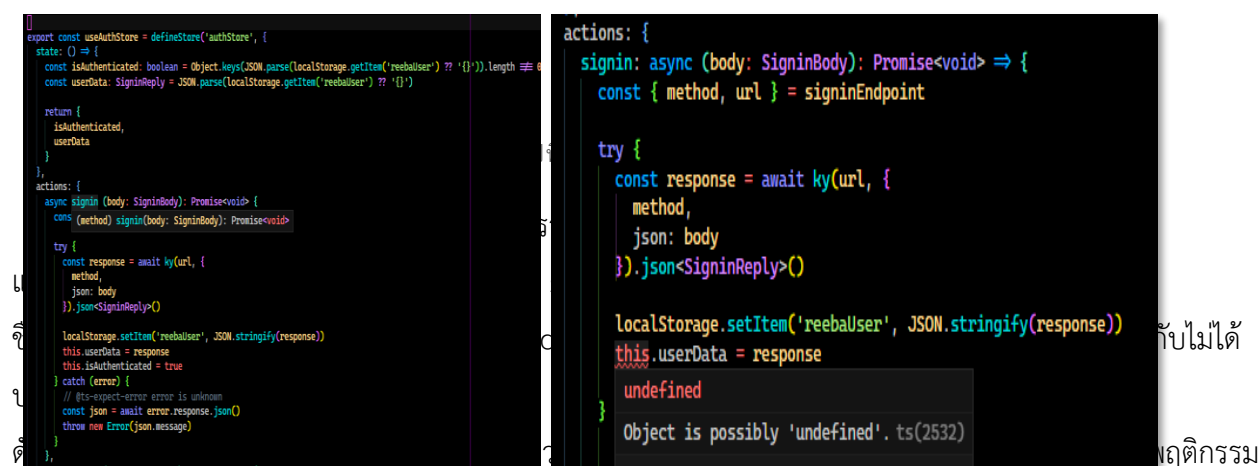 export const useAuthStore = defineStore('authStore', {
state: () => {
const isAuthenticated: boolean = Object.keys(JSON.parse(localStorage.getItem('reebaUser') ?? '{}')).length !== 0
const userData: SigninReply = JSON.parse(localStorage.getItem('reebaUser') ?? '{}')
return {
isAuthenticated,
userData
}
},
actions: {
async signin (body: SigninBody): Promise<void> {
cons
(method) signin(body: SigninBody): Promise<void>
try {
const response = await ky(url, {
method,
json: body
}).json<SigninReply>()
localStorage.setItem('reebaUser', JSON.stringify(response))
this.userData = response
this.isAuthenticated = true
} catch (error) {
// @ts-expect-error error is unknown
const json = await error.response.json()
throw new Error(json.message)
}
},
actions: {
signin: async (body: SigninBody): Promise<void> => {
const { method, url } = signinEndpoint
try {
const response = await ky(url, {
method,
json: body
}).json<SigninReply>()
localStorage.setItem('reebaUser', JSON.stringify(response))
this.userData = response
undefined
}
Object is possibly 'undefined'. ts(2532)
กับไม่ได้
พฤติกรรม